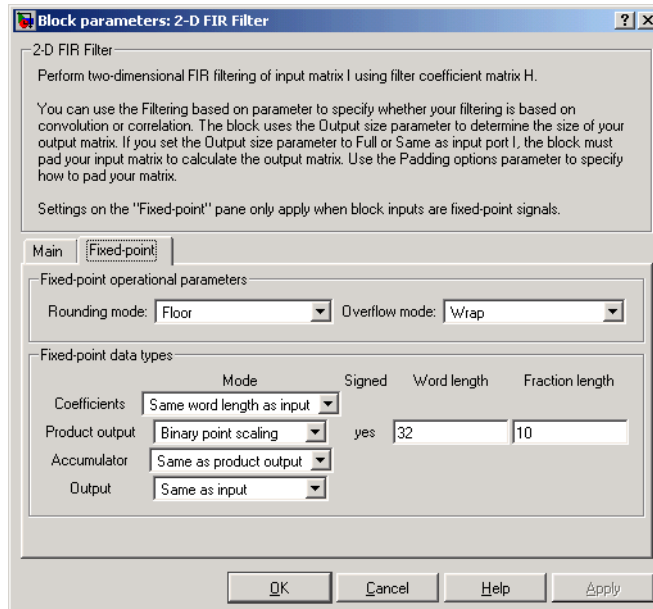 Block parameters: 2-D FIR Filter
2-D FIR Filter
Perform two-dimensional FIR filtering of input matrix I using filter coefficient matrix H.
You can use the Filtering based on parameter to specify whether your filtering is based on
convolution or correlation. The block uses the Output size parameter to determine the size of your
output matrix. If you set the Output size parameter to Full or Same as input port I, the block must
pad your input matrix to calculate the output matrix. Use the Padding options parameter to specify
how to pad your matrix.
Settings on the "Fixed-point" pane only apply when block inputs are fixed-point signals.
Main Fixed-point
Fixed-point operational parameters
Rounding mode: Floor Overflow mode: Wrap
Fixed-point data types
Mode Signed Word length Fraction length
Coefficients Same word length as input
Product output Binary point scaling yes 32 10
Accumulator Same as product output
Output Same as input
OK Cancel Help Apply